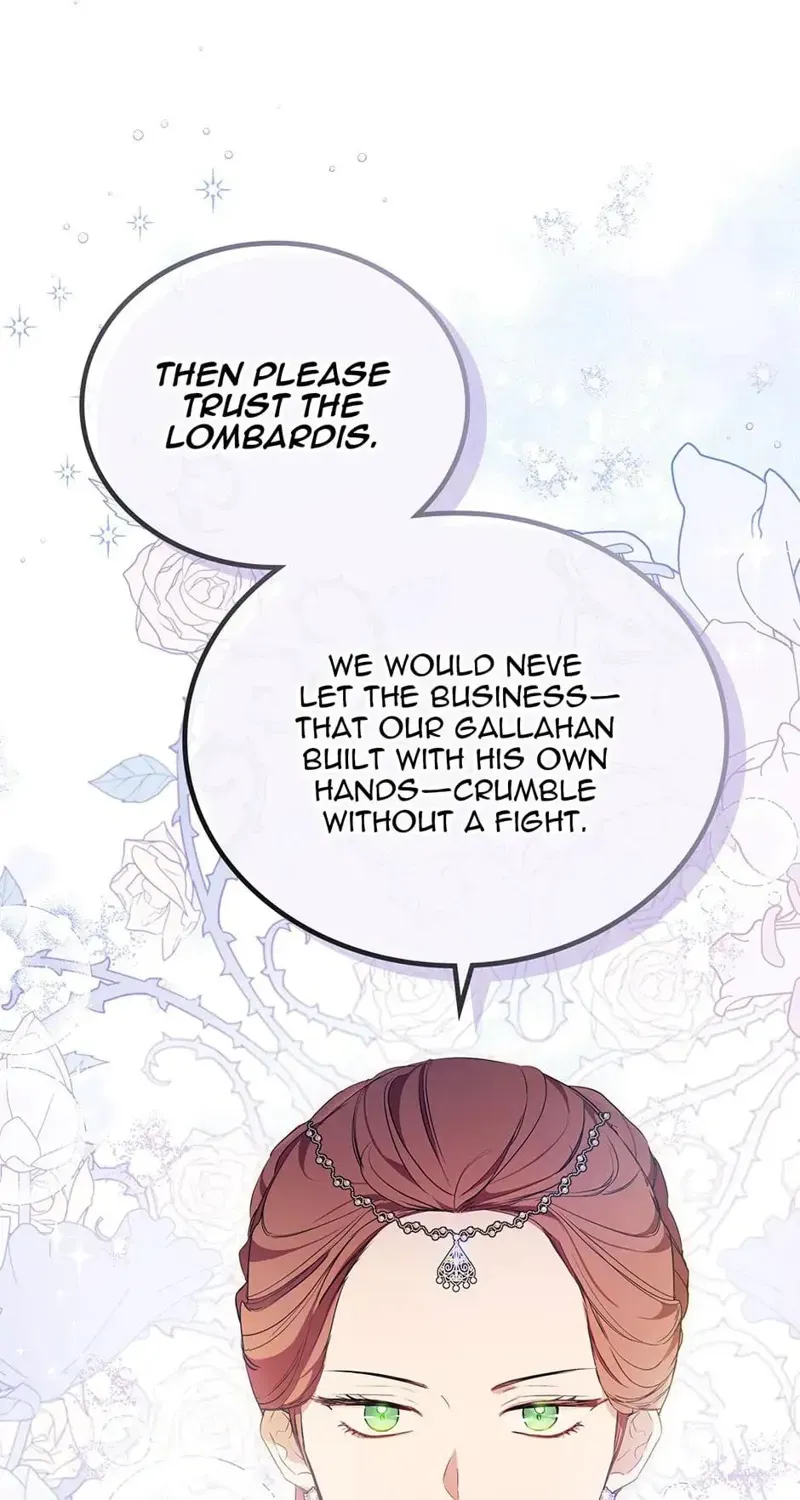 THEN PLEASE
TRUST THE
LOMBARDIS.
WE WOULD NEVE
LET THE BUSINESS—
THAT OUR GALLAHAN
BUILT WITH HIS OWN
HANDS—CRUMBLE
WITHOUT A FIGHT.